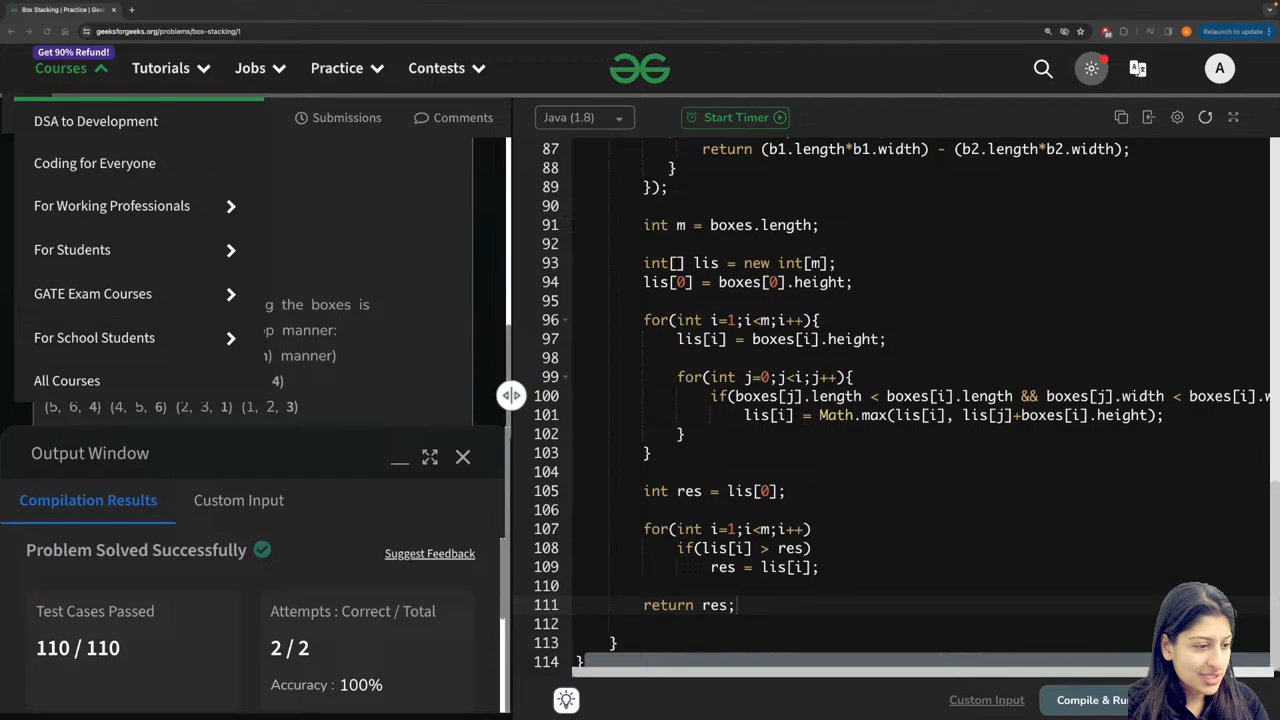 Box Stacking | Practice | Gee
geeksforgeeks.org/problems/box-stacking/1
Relaunch to update
Get 90% Refund!
Courses
Tutorials
Jobs
Practice
Contests
A
DSA to Development
Coding for Everyone
For Working Professionals
For Students
GATE Exam Courses
For School Students
All Courses
Submissions
Comments
g the boxes is
p manner:
) manner)
4)
(5, 6, 4) (4, 5, 6) (2, 3, 1) (1, 2, 3)
Output Window
Compilation Results
Custom Input
Problem Solved Successfully
Suggest Feedback
Test Cases Passed
110 / 110
Attempts : Correct / Total
2 / 2
Accuracy : 100%
Java (1.8)
Start Timer
87 return (b1.length*b1.width) - (b2.length*b2.width);
88 }
89 });
90
91 int m = boxes.length;
92
93 int[] lis = new int[m];
94 lis[0] = boxes[0].height;
95
96 for(int i=1;i<m;i++){
97 lis[i] = boxes[i].height;
98
99 for(int j=0;j<i;j++){
100 if(boxes[j].length < boxes[i].length && boxes[j].width < boxes[i].w
101 lis[i] = Math.max(lis[i], lis[j]+boxes[i].height);
102 }
103 }
104
105 int res = lis[0];
106
107 for(int i=1;i<m;i++)
108 if(lis[i] > res)
109 res = lis[i];
110
111 return res;
112
113 }
114 }
Custom Input
Compile & Ru